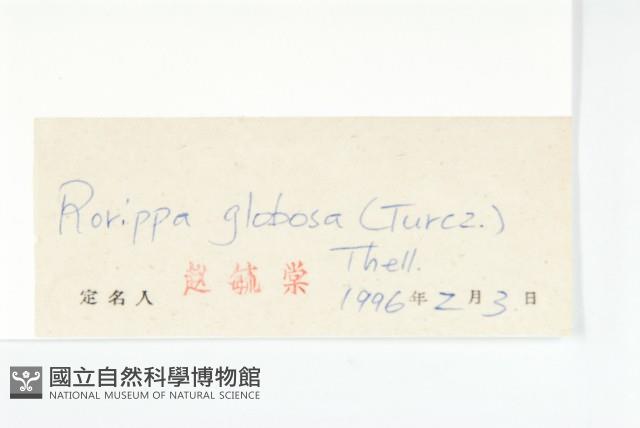 Rorippa globosa (Turcz.)
Thell.
定名人 赵毓棠 1996年2月3日
國立自然科學博物館
NATIONAL MUSEUM OF NATURAL SCIENCE